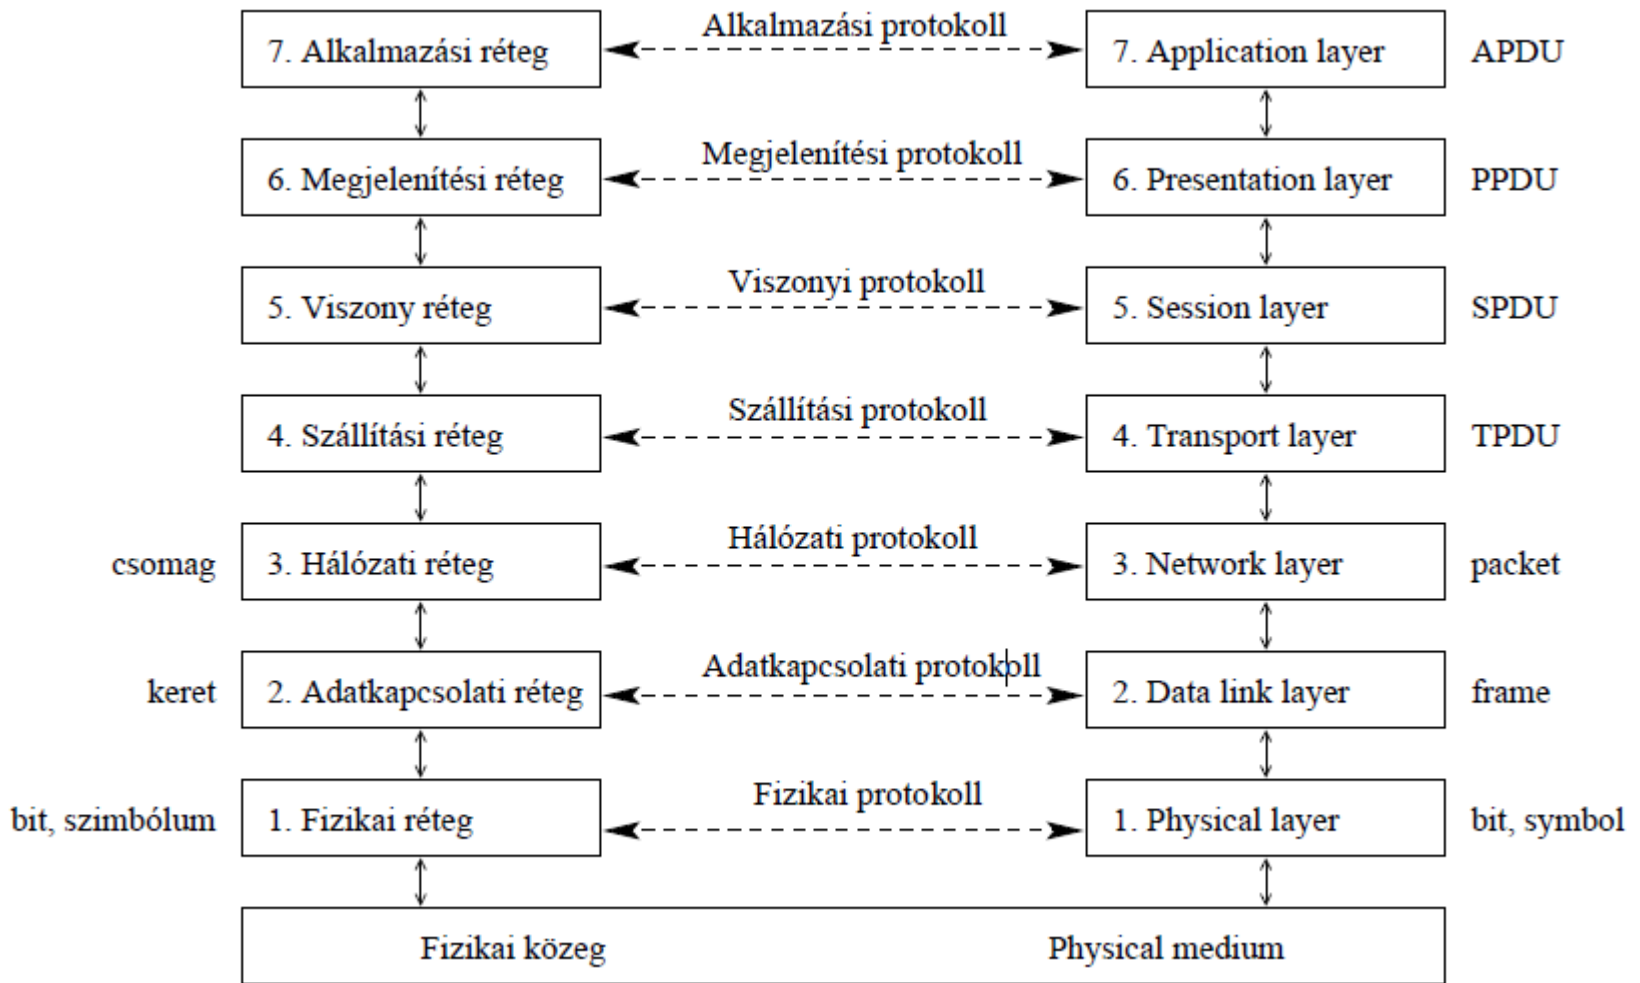 Alkalmazási protokoll
7. Alkalmazási réteg
7. Application layer
APDU
Megjelenítési protokoll
6. Megjelenítési réteg
6. Presentation layer
PPDU
Viszonyi protokoll
5. Viszony réteg
5. Session layer
SPDU
Szállítási protokoll
4. Szállítási réteg
4. Transport layer
TPDU
Hálózati protokoll
csomag
3. Hálózati réteg
3. Network layer
packet
Adatkapcsolati protokoll
keret
2. Adatkapcsolati réteg
2. Data link layer
frame
Fizikai protokoll
bit, szimbólum
1. Fizikai réteg
1. Physical layer
bit, symbol
Fizikai közeg
Physical medium